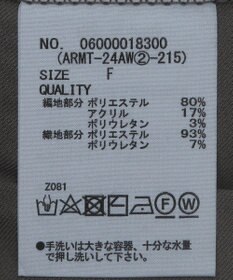 NO. 06000018300
(ARMT-24AW②-215)
SIZE F
QUALITY
編地部分 ポリエステル 80%
アクリル 17%
ポリウレタン 3%
織地部分 ポリエステル 93%
ポリウレタン 7%
Z081
F W
●手洗いは大きな容器、十分な水量
で押し洗いしてください。